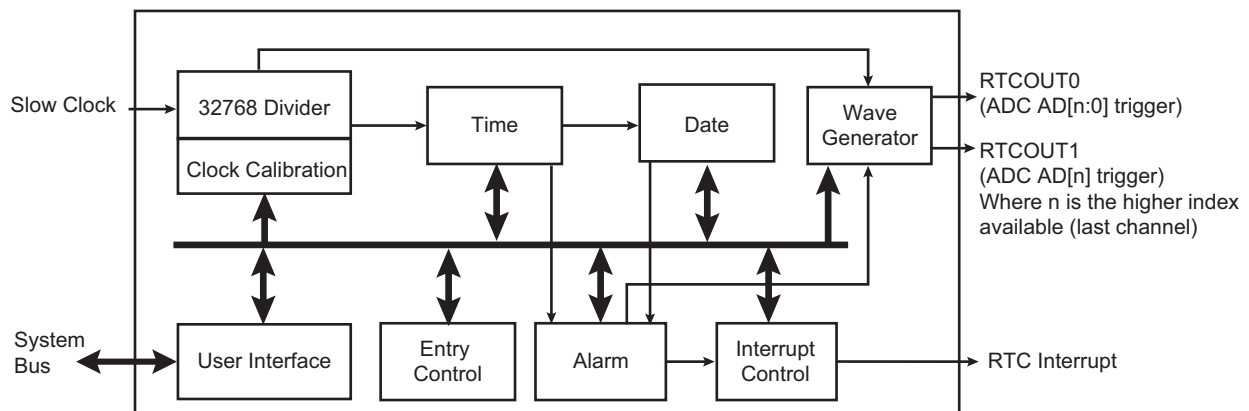 Slow Clock
32768 Divider
Clock Calibration
Time
Date
Wave
Generator
RTCOUT0
(ADC AD[n:0] trigger)
RTCOUT1
(ADC AD[n] trigger)
Where n is the higher index
available (last channel)
System
Bus
User Interface
Entry
Control
Alarm
Interrupt
Control
RTC Interrupt